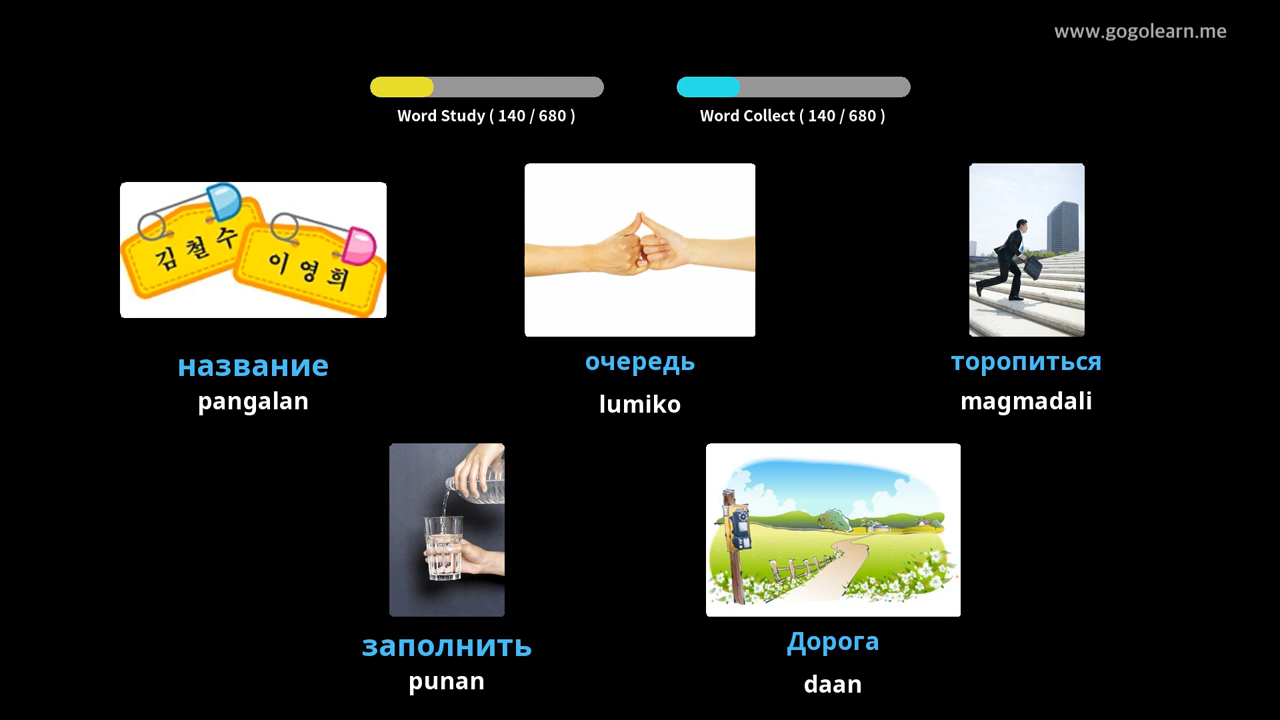 www.gogolearn.me
Word Study ( 140 / 680 )
Word Collect ( 140 / 680 )
김철수
이영희
название
pangalan
очередь
lumiko
торопиться
magmadali
заполнить
punan
Дорога
daan